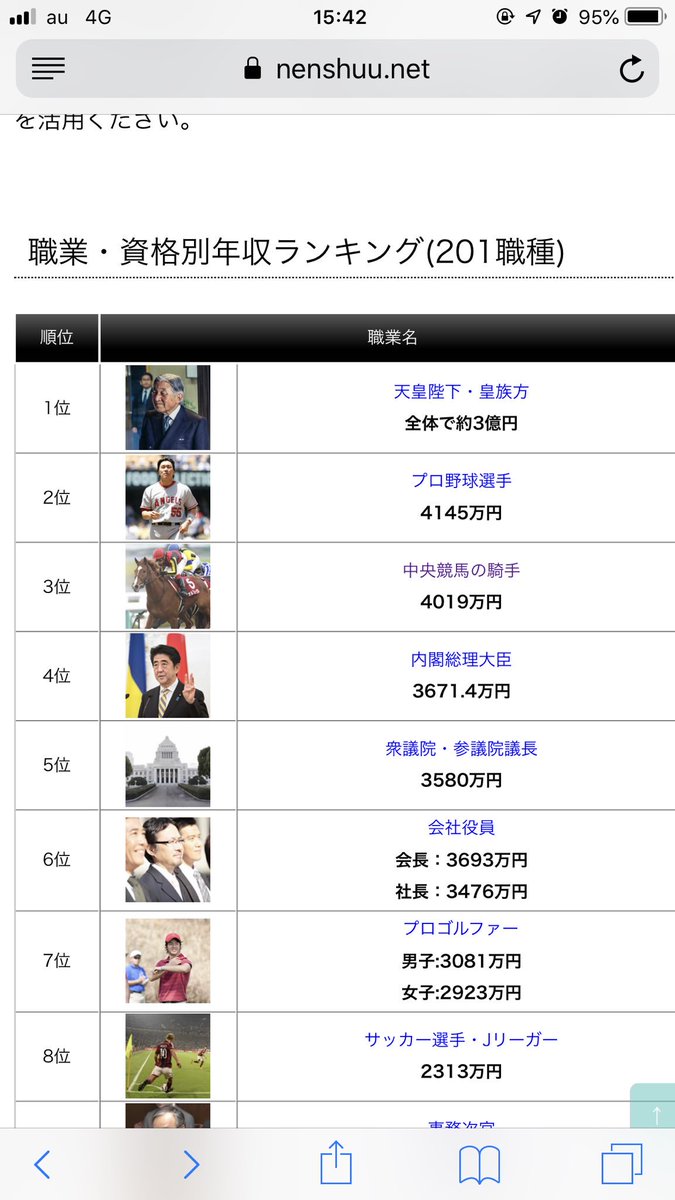 au 4G 15:42 95%
nenshuu.net
を活用ください。
職業・資格別年収ランキング(201職種)
順位 職業名
1位 天皇陛下・皇族方
全体で約3億円
2位 プロ野球選手
4145万円
3位 中央競馬の騎手
4019万円
4位 内閣総理大臣
3671.4万円
5位 衆議院・参議院議長
3580万円
6位 会社役員
会長：3693万円
社長：3476万円
7位 プロゴルファー
男子:3081万円
女子:2923万円
8位 サッカー選手・Jリーガー
2313万円
事務次官
↑